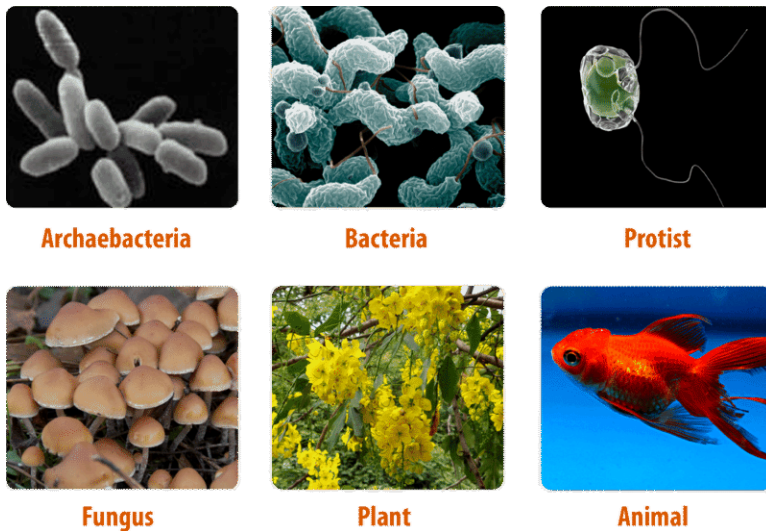 Archaebacteria
Bacteria
Protist
Fungus
Plant
Animal